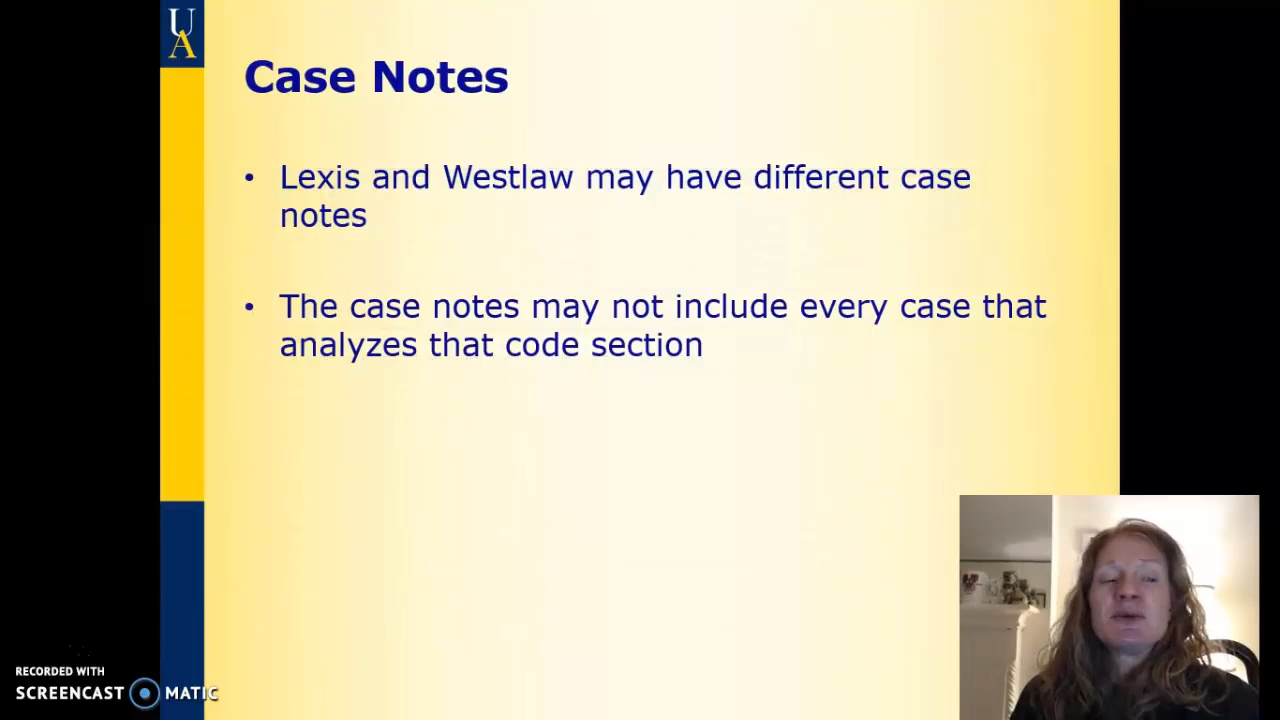 U
A
Case Notes
• Lexis and Westlaw may have different case
notes
• The case notes may not include every case that
analyzes that code section
RECORDED WITH
SCREENCAST MATIC